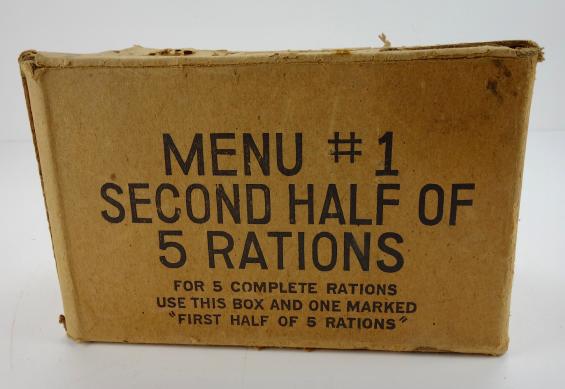 MENU #1
SECOND HALF OF
5 RATIONS
FOR 5 COMPLETE RATIONS
USE THIS BOX AND ONE MARKED
"FIRST HALF OF 5 RATIONS"